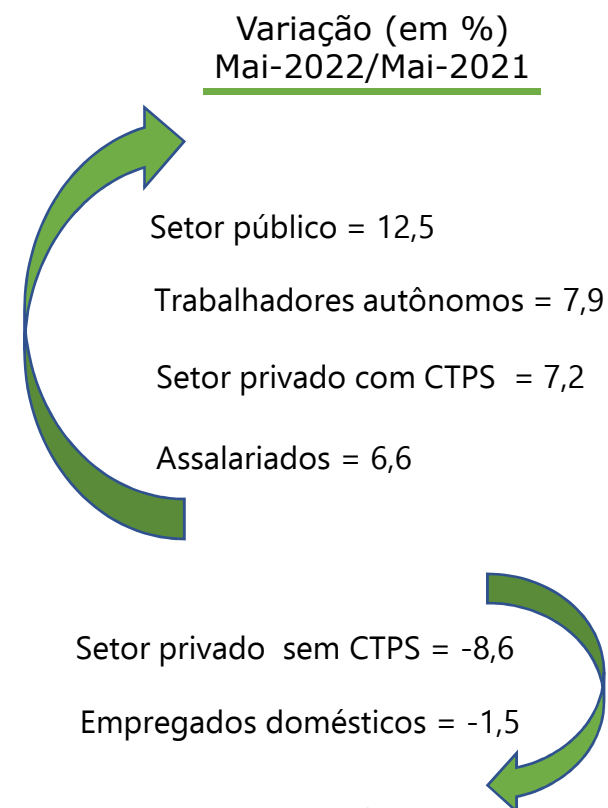 Variação (em %)
Mai-2022/Mai-2021
Setor público = 12,5
Trabalhadores autônomos = 7,9
Setor privado com CTPS = 7,2
Assalariados = 6,6
Setor privado sem CTPS = -8,6
Empregados domésticos = -1,5